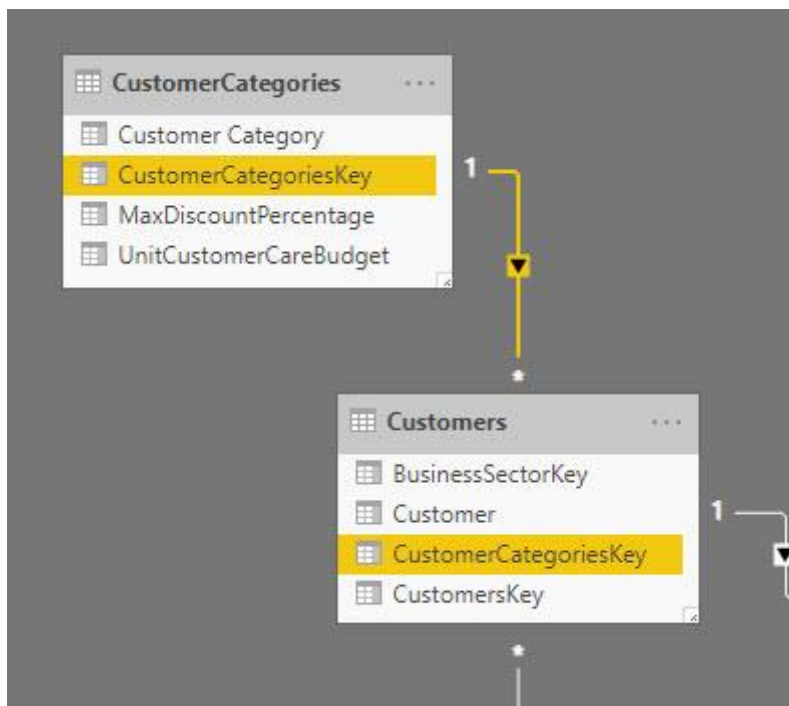 CustomerCategories ...
Customer Category
CustomerCategoriesKey
MaxDiscountPercentage
UnitCustomerCareBudget
1
*
Customers ...
BusinessSectorKey
Customer
CustomerCategoriesKey
CustomersKey
1
*